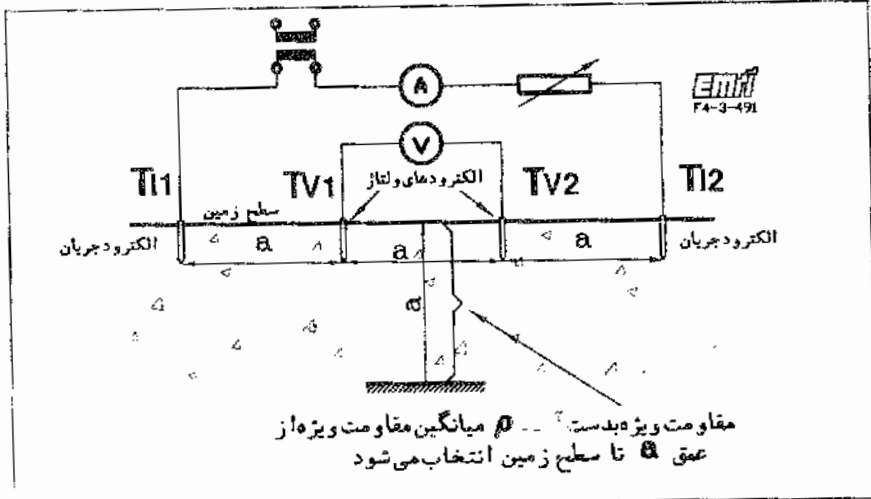 A
Emri
F4-3-491
V
TI1
TV1
الکترودهای ولتاژ
TV2
TI2
سطح زمین
الکترود جریان
a
a
a
الکترود جریان
a
مقاومت ویژه بدست -- ρ میانگین مقاومت ویژه از
عمق a تا سطح زمین انتخاب می شود